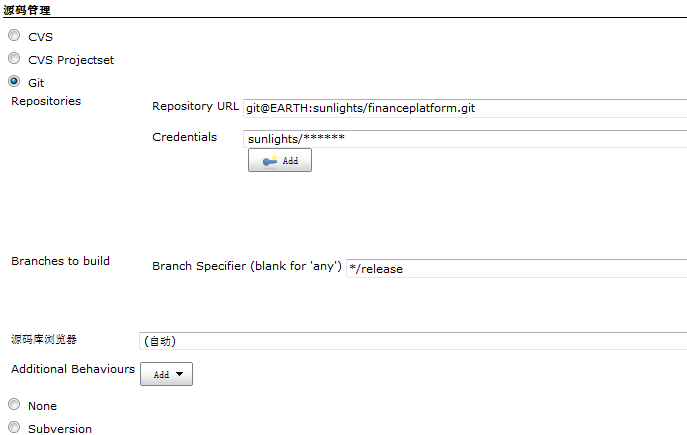 源码管理
CVS
CVS Projectset
Git
Repositories
Repository URL git@EARTH:sunlights/financeplatform.git
Credentials sunlights/******
Add
Branches to build Branch Specifier (blank for 'any') */release
源码库浏览器 (自动)
Additional Behaviours Add
None
Subversion